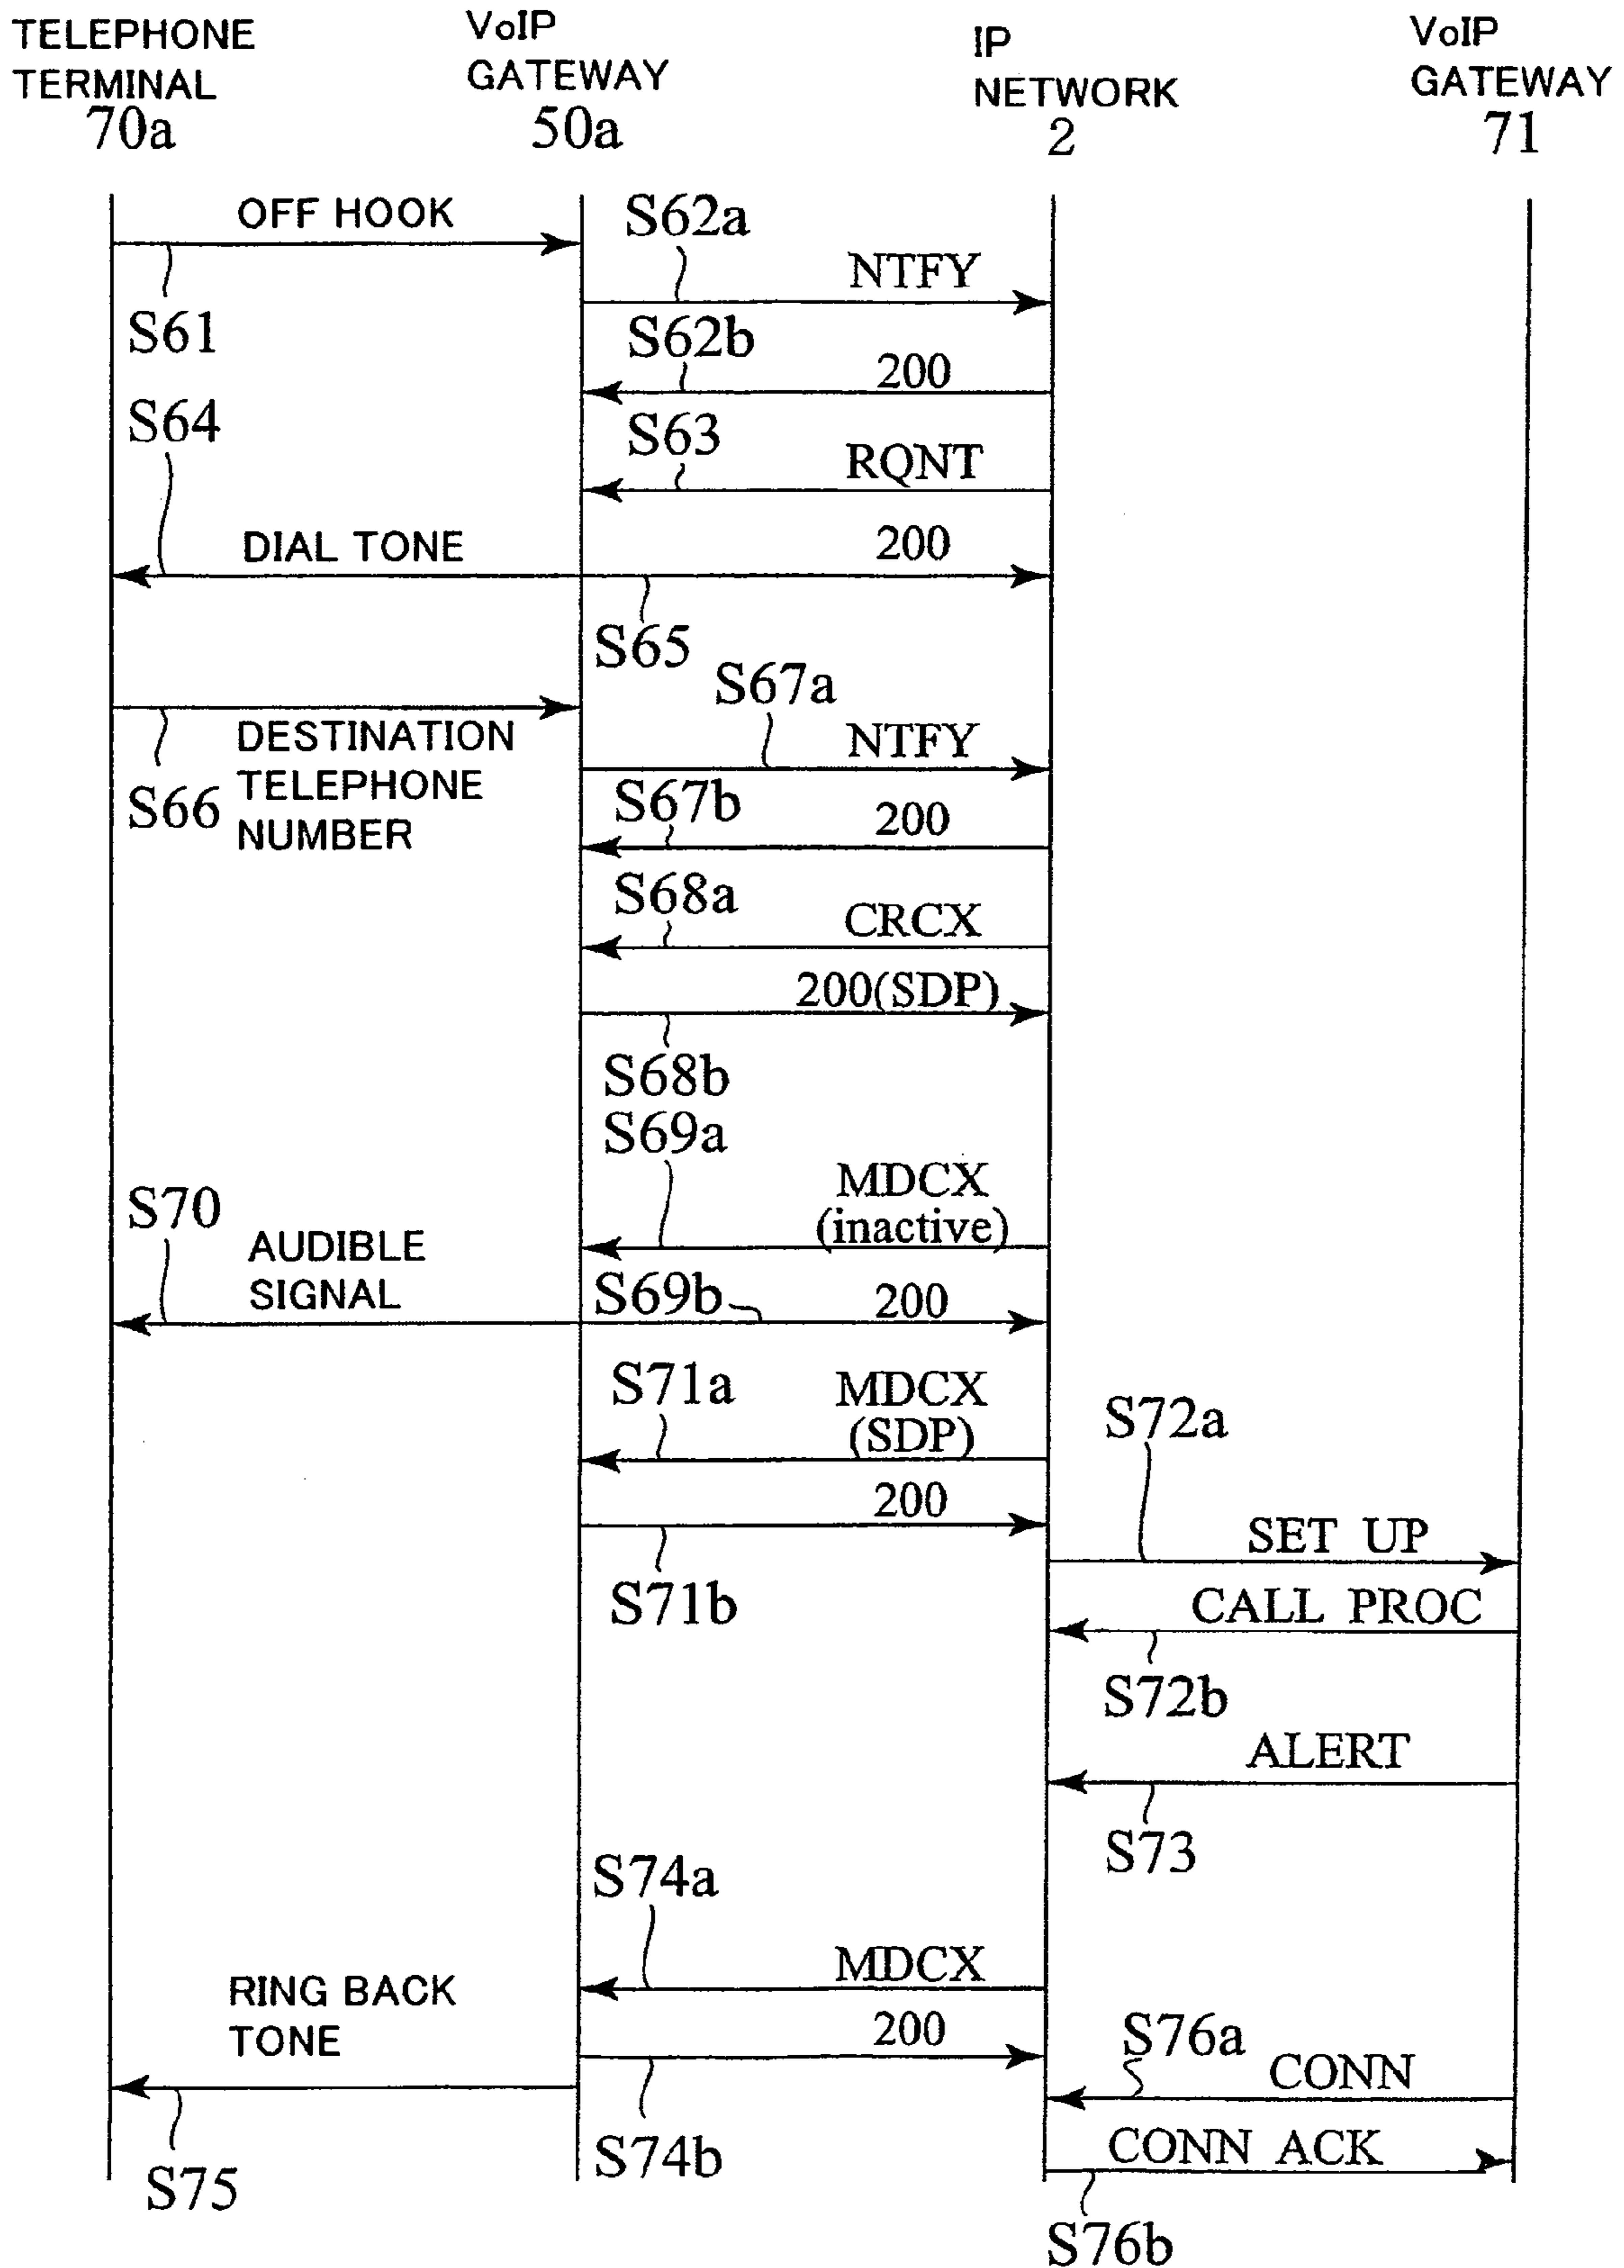 TELEPHONE
TERMINAL
70a
VoIP
GATEWAY
50a
IP
NETWORK
2
VoIP
GATEWAY
71
OFF HOOK
S61
S62a
NTFY
S62b
200
S63
RQNT
S64
DIAL TONE
200
S65
S66
DESTINATION
TELEPHONE
NUMBER
S67a
NTFY
S67b
200
S68a
CRCX
200(SDP)
S68b
S69a
MDCX
(inactive)
S70
AUDIBLE
SIGNAL
S69b
200
S71a
MDCX
(SDP)
200
S71b
S72a
SET UP
CALL PROC
S72b
ALERT
S73
S74a
MDCX
RING BACK
TONE
200
S74b
S75
S76a
CONN
CONN ACK
S76b